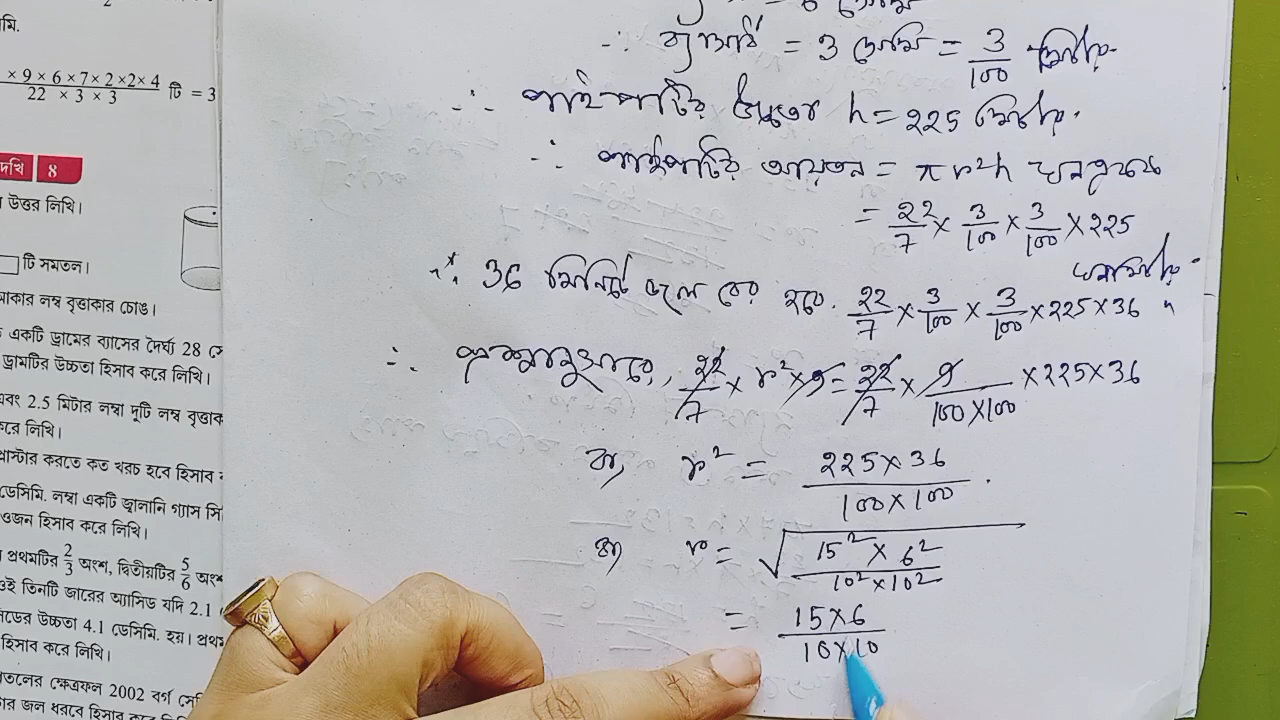 মি.
× 9 × 6 × 7 × 2 × 2 × 4
22 × 3 × 3
টি = 3
দেখি 8
উত্তর লিখি।
টি সমতল।
আকার লম্ব বৃত্তাকার চোঙ।
একটি ড্রামের ব্যাসের দৈর্ঘ্য 28 সে
ড্রামটির উচ্চতা হিসাব করে লিখি।
এবং 2.5 মিটার লম্বা দুটি লম্ব বৃত্তাক
করে লিখি।
প্লাস্টার করতে কত খরচ হবে হিসাব
ডেসিমি. লম্বা একটি জ্বালানি গ্যাস সি
ওজন হিসাব করে লিখি।
প্রথমটির 2/3 অংশ, দ্বিতীয়টির 5/6 অংশ
ওই তিনটি জারের অ্যাসিড যদি 2.1
উচ্চতা 4.1 ডেসিমি. হয়। প্রথ
হিসাব করে লিখি।
তলের ক্ষেত্রফল 2002 বর্গ সে
জল ধরবে হিসাব করে
∴ ব্যাসার্ধ = 3 সেমি = 3/100 মিটার
∴ পাইপটির উচ্চতা h = 225 মিটার
∴ পাইপটির আয়তন = πr²h ঘনএকক
= 22/7 × 3/100 × 3/100 × 225
ঘনমিটার
∴ 36 মিনিটে জল বের হবে 22/7 × 3/100 × 3/100 × 225 × 36 "
∴ প্রশ্নানুসারে, 22/7 × r² × 9 = 22/7 × 9/100×100 × 225 × 36
বা, r² = 225 × 36/100 × 100
বা, r = √15² × 6²/10² × 10²
= 15 × 6/10 × 10